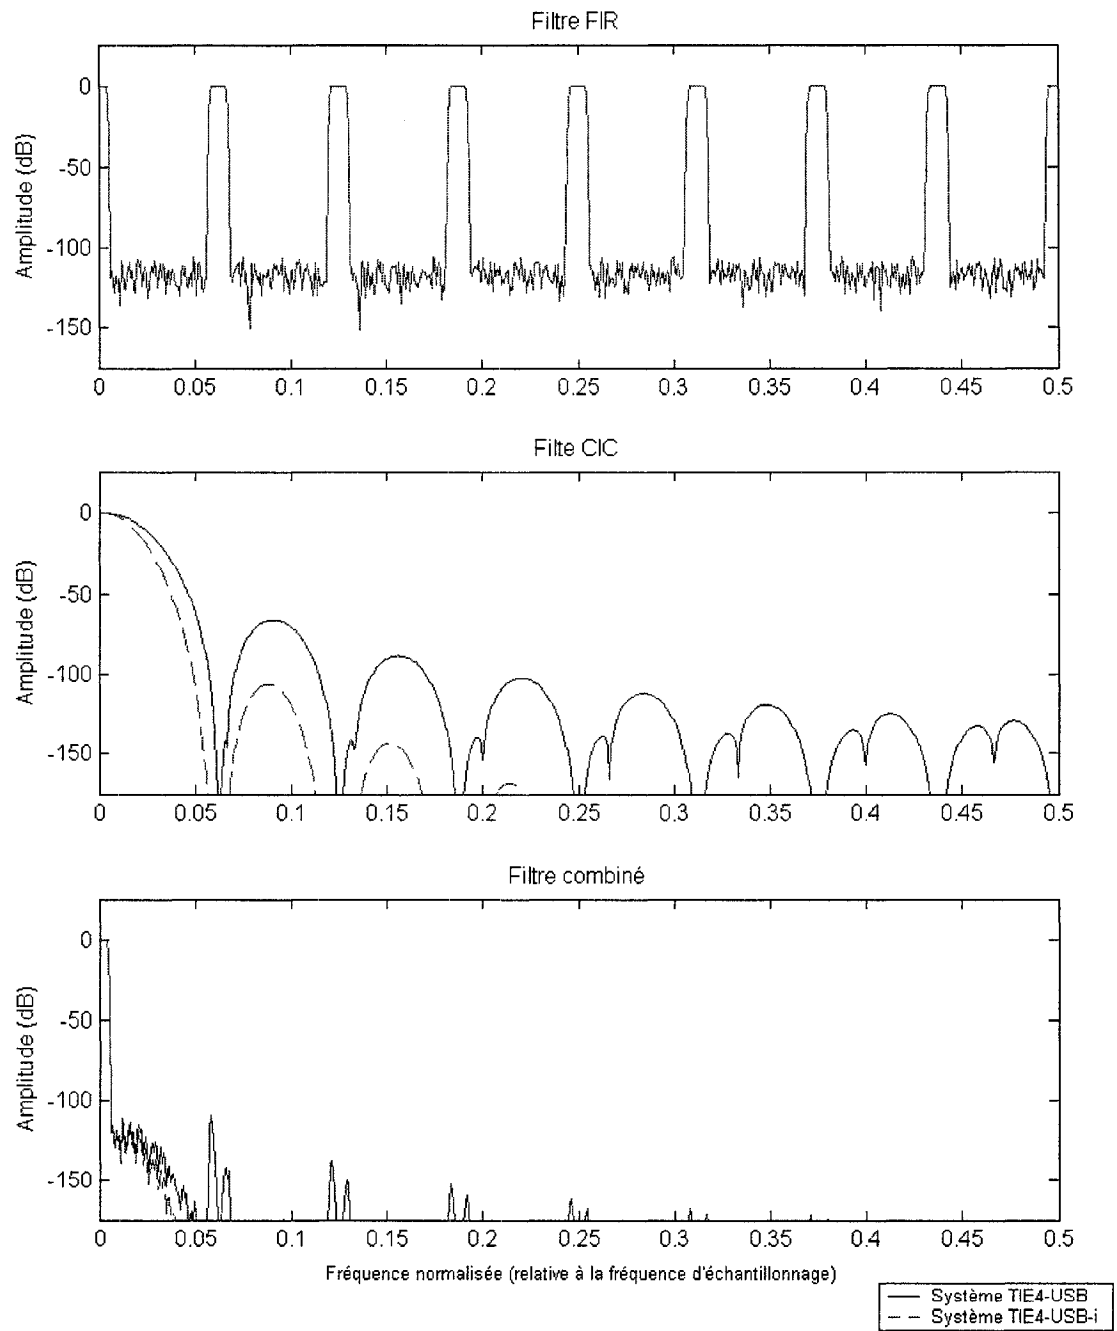 Filtre FIR
Amplitude (dB)
0
-50
-100
-150
0 0.05 0.1 0.15 0.2 0.25 0.3 0.35 0.4 0.45 0.5
Filte CIC
Amplitude (dB)
0
-50
-100
-150
0 0.05 0.1 0.15 0.2 0.25 0.3 0.35 0.4 0.45 0.5
Filtre combiné
Amplitude (dB)
0
-50
-100
-150
0 0.05 0.1 0.15 0.2 0.25 0.3 0.35 0.4 0.45 0.5
Fréquence normalisée (relative à la fréquence d'échantillonnage)
Système TIE4-USB
Système TIE4-USB-i